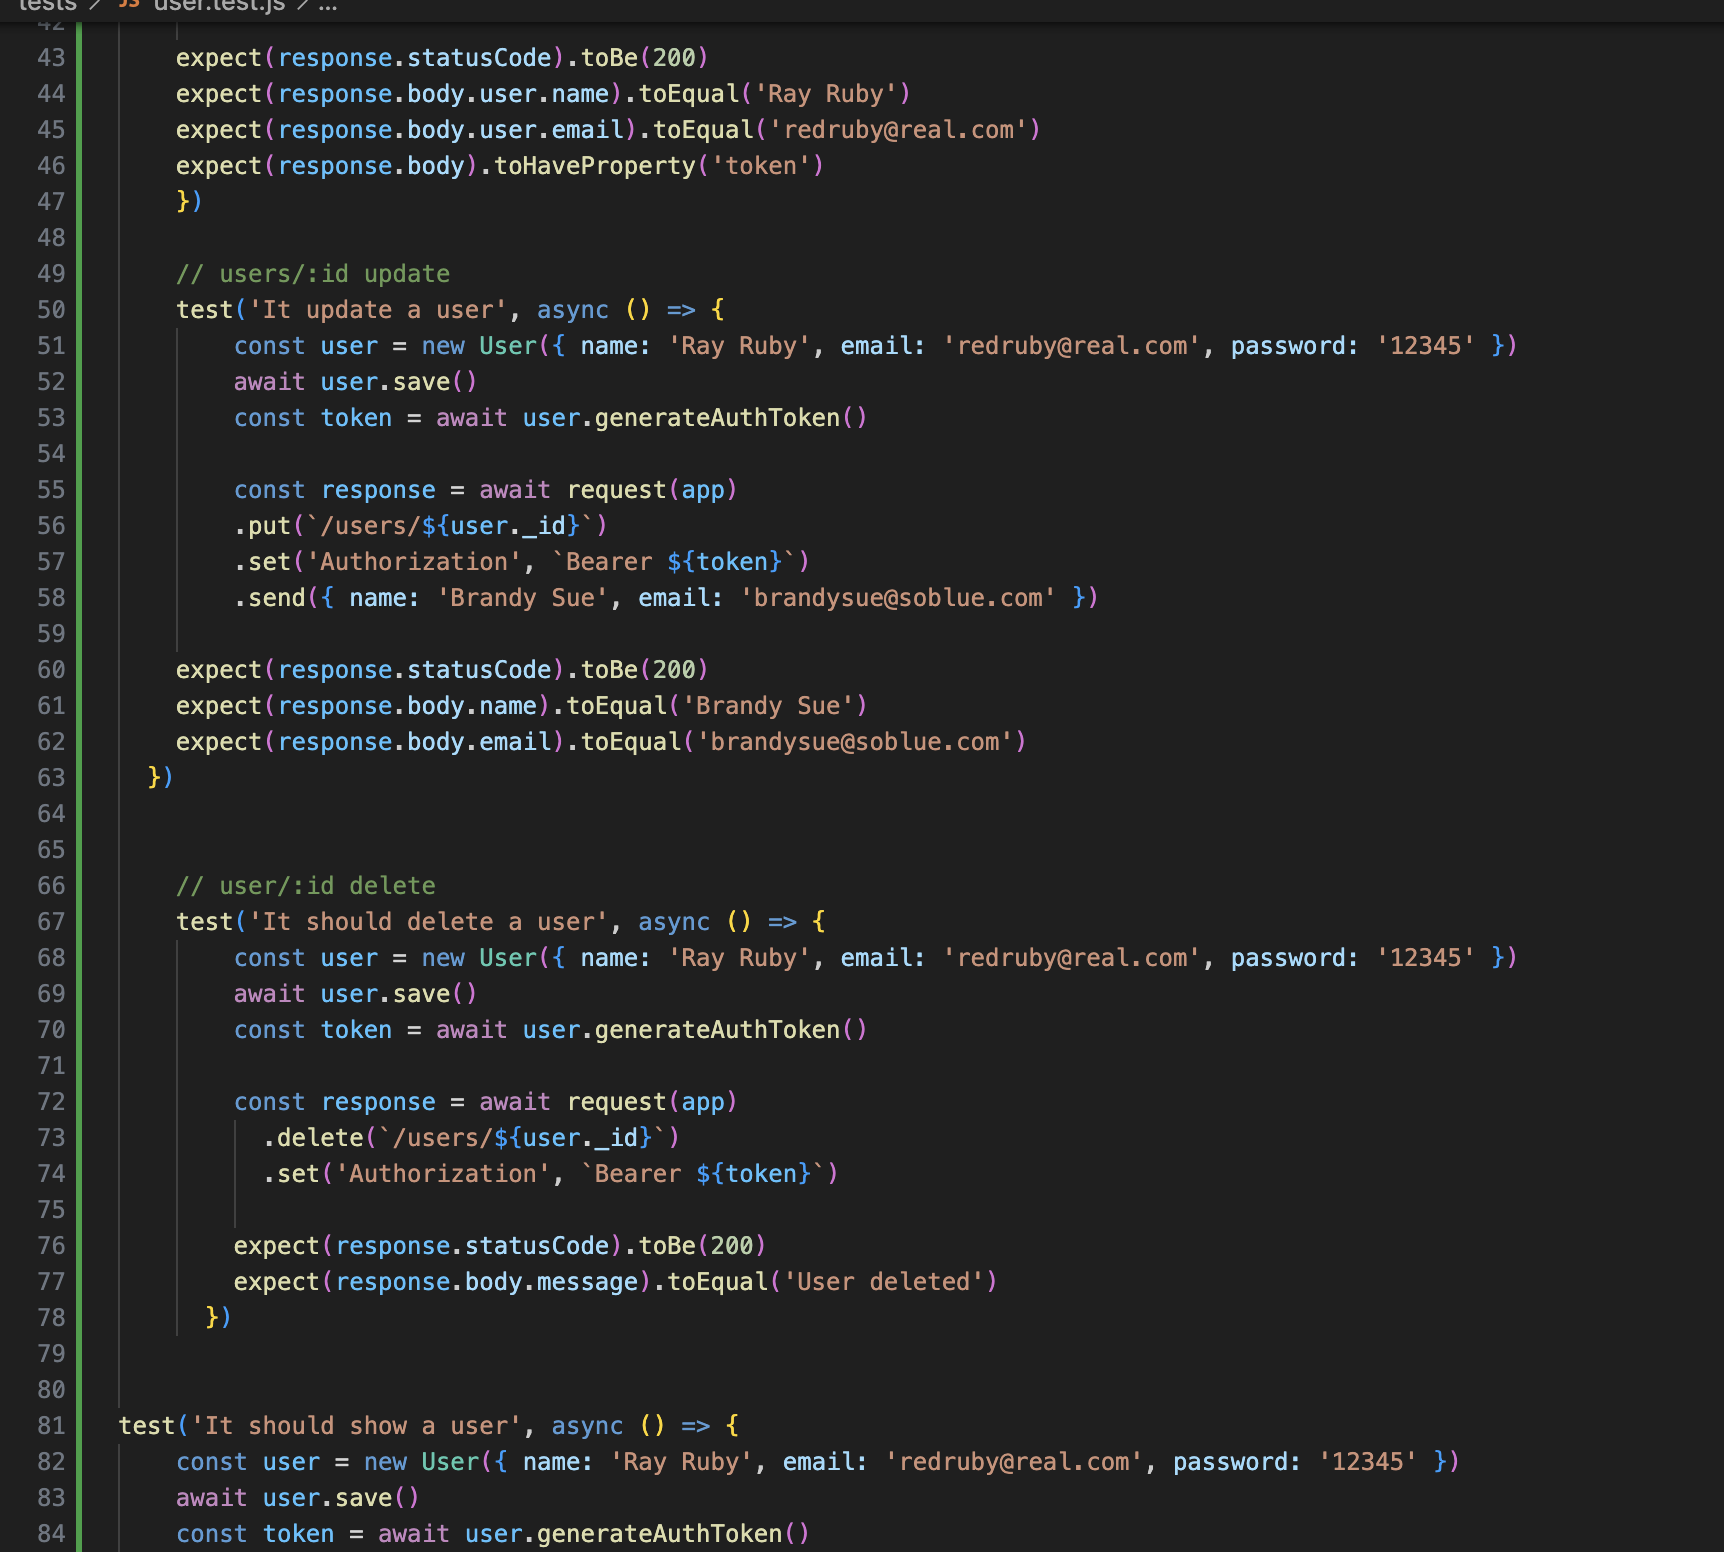 tests > JS user.test.js > ...
42
43 expect(response.statusCode).toBe(200)
44 expect(response.body.user.name).toEqual('Ray Ruby')
45 expect(response.body.user.email).toEqual('redruby@real.com')
46 expect(response.body).toHaveProperty('token')
47 })
48
49 // users/:id update
50 test('It update a user', async () => {
51 const user = new User({ name: 'Ray Ruby', email: 'redruby@real.com', password: '12345' })
52 await user.save()
53 const token = await user.generateAuthToken()
54
55 const response = await request(app)
56 .put(`/users/${user._id}`)
57 .set('Authorization', `Bearer ${token}`)
58 .send({ name: 'Brandy Sue', email: 'brandysue@soblue.com' })
59
60 expect(response.statusCode).toBe(200)
61 expect(response.body.name).toEqual('Brandy Sue')
62 expect(response.body.email).toEqual('brandysue@soblue.com')
63 })
64
65
66 // user/:id delete
67 test('It should delete a user', async () => {
68 const user = new User({ name: 'Ray Ruby', email: 'redruby@real.com', password: '12345' })
69 await user.save()
70 const token = await user.generateAuthToken()
71
72 const response = await request(app)
73 .delete(`/users/${user._id}`)
74 .set('Authorization', `Bearer ${token}`)
75
76 expect(response.statusCode).toBe(200)
77 expect(response.body.message).toEqual('User deleted')
78 })
79
80
81 test('It should show a user', async () => {
82 const user = new User({ name: 'Ray Ruby', email: 'redruby@real.com', password: '12345' })
83 await user.save()
84 const token = await user.generateAuthToken()